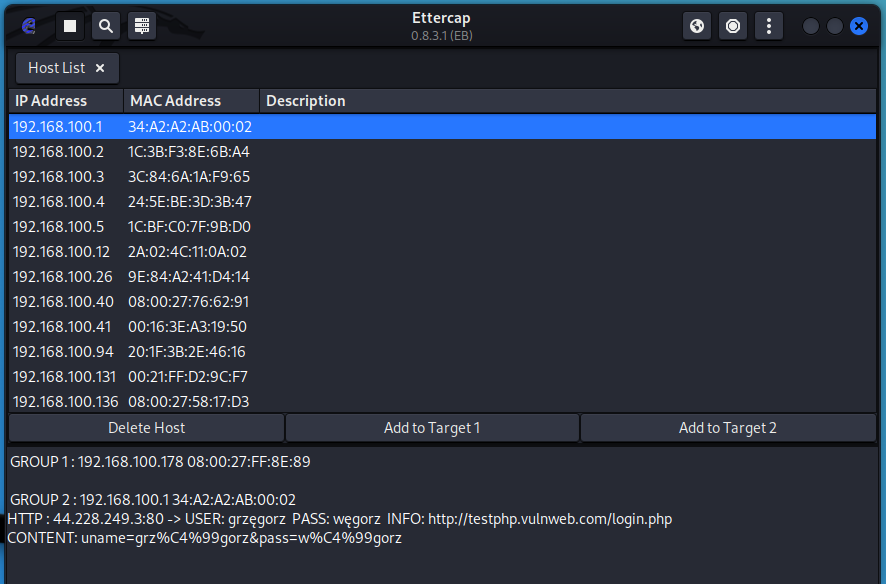 Ettercap
0.8.3.1 (EB)
Host List ×
IP Address MAC Address Description
192.168.100.1 34:A2:A2:AB:00:02
192.168.100.2 1C:3B:F3:8E:6B:A4
192.168.100.3 3C:84:6A:1A:F9:65
192.168.100.4 24:5E:BE:3D:3B:47
192.168.100.5 1C:BF:C0:7F:9B:D0
192.168.100.12 2A:02:4C:11:0A:02
192.168.100.26 9E:84:A2:41:D4:14
192.168.100.40 08:00:27:76:62:91
192.168.100.41 00:16:3E:A3:19:50
192.168.100.94 20:1F:3B:2E:46:16
192.168.100.131 00:21:FF:D2:9C:F7
192.168.100.136 08:00:27:58:17:D3
Delete Host Add to Target 1 Add to Target 2
GROUP 1 : 192.168.100.178 08:00:27:FF:8E:89
GROUP 2 : 192.168.100.1 34:A2:A2:AB:00:02
HTTP : 44.228.249.3:80 -> USER: grzęgorz PASS: węgorz INFO: http://testphp.vulnweb.com/login.php
CONTENT: uname=grz%C4%99gorz&pass=w%C4%99gorz